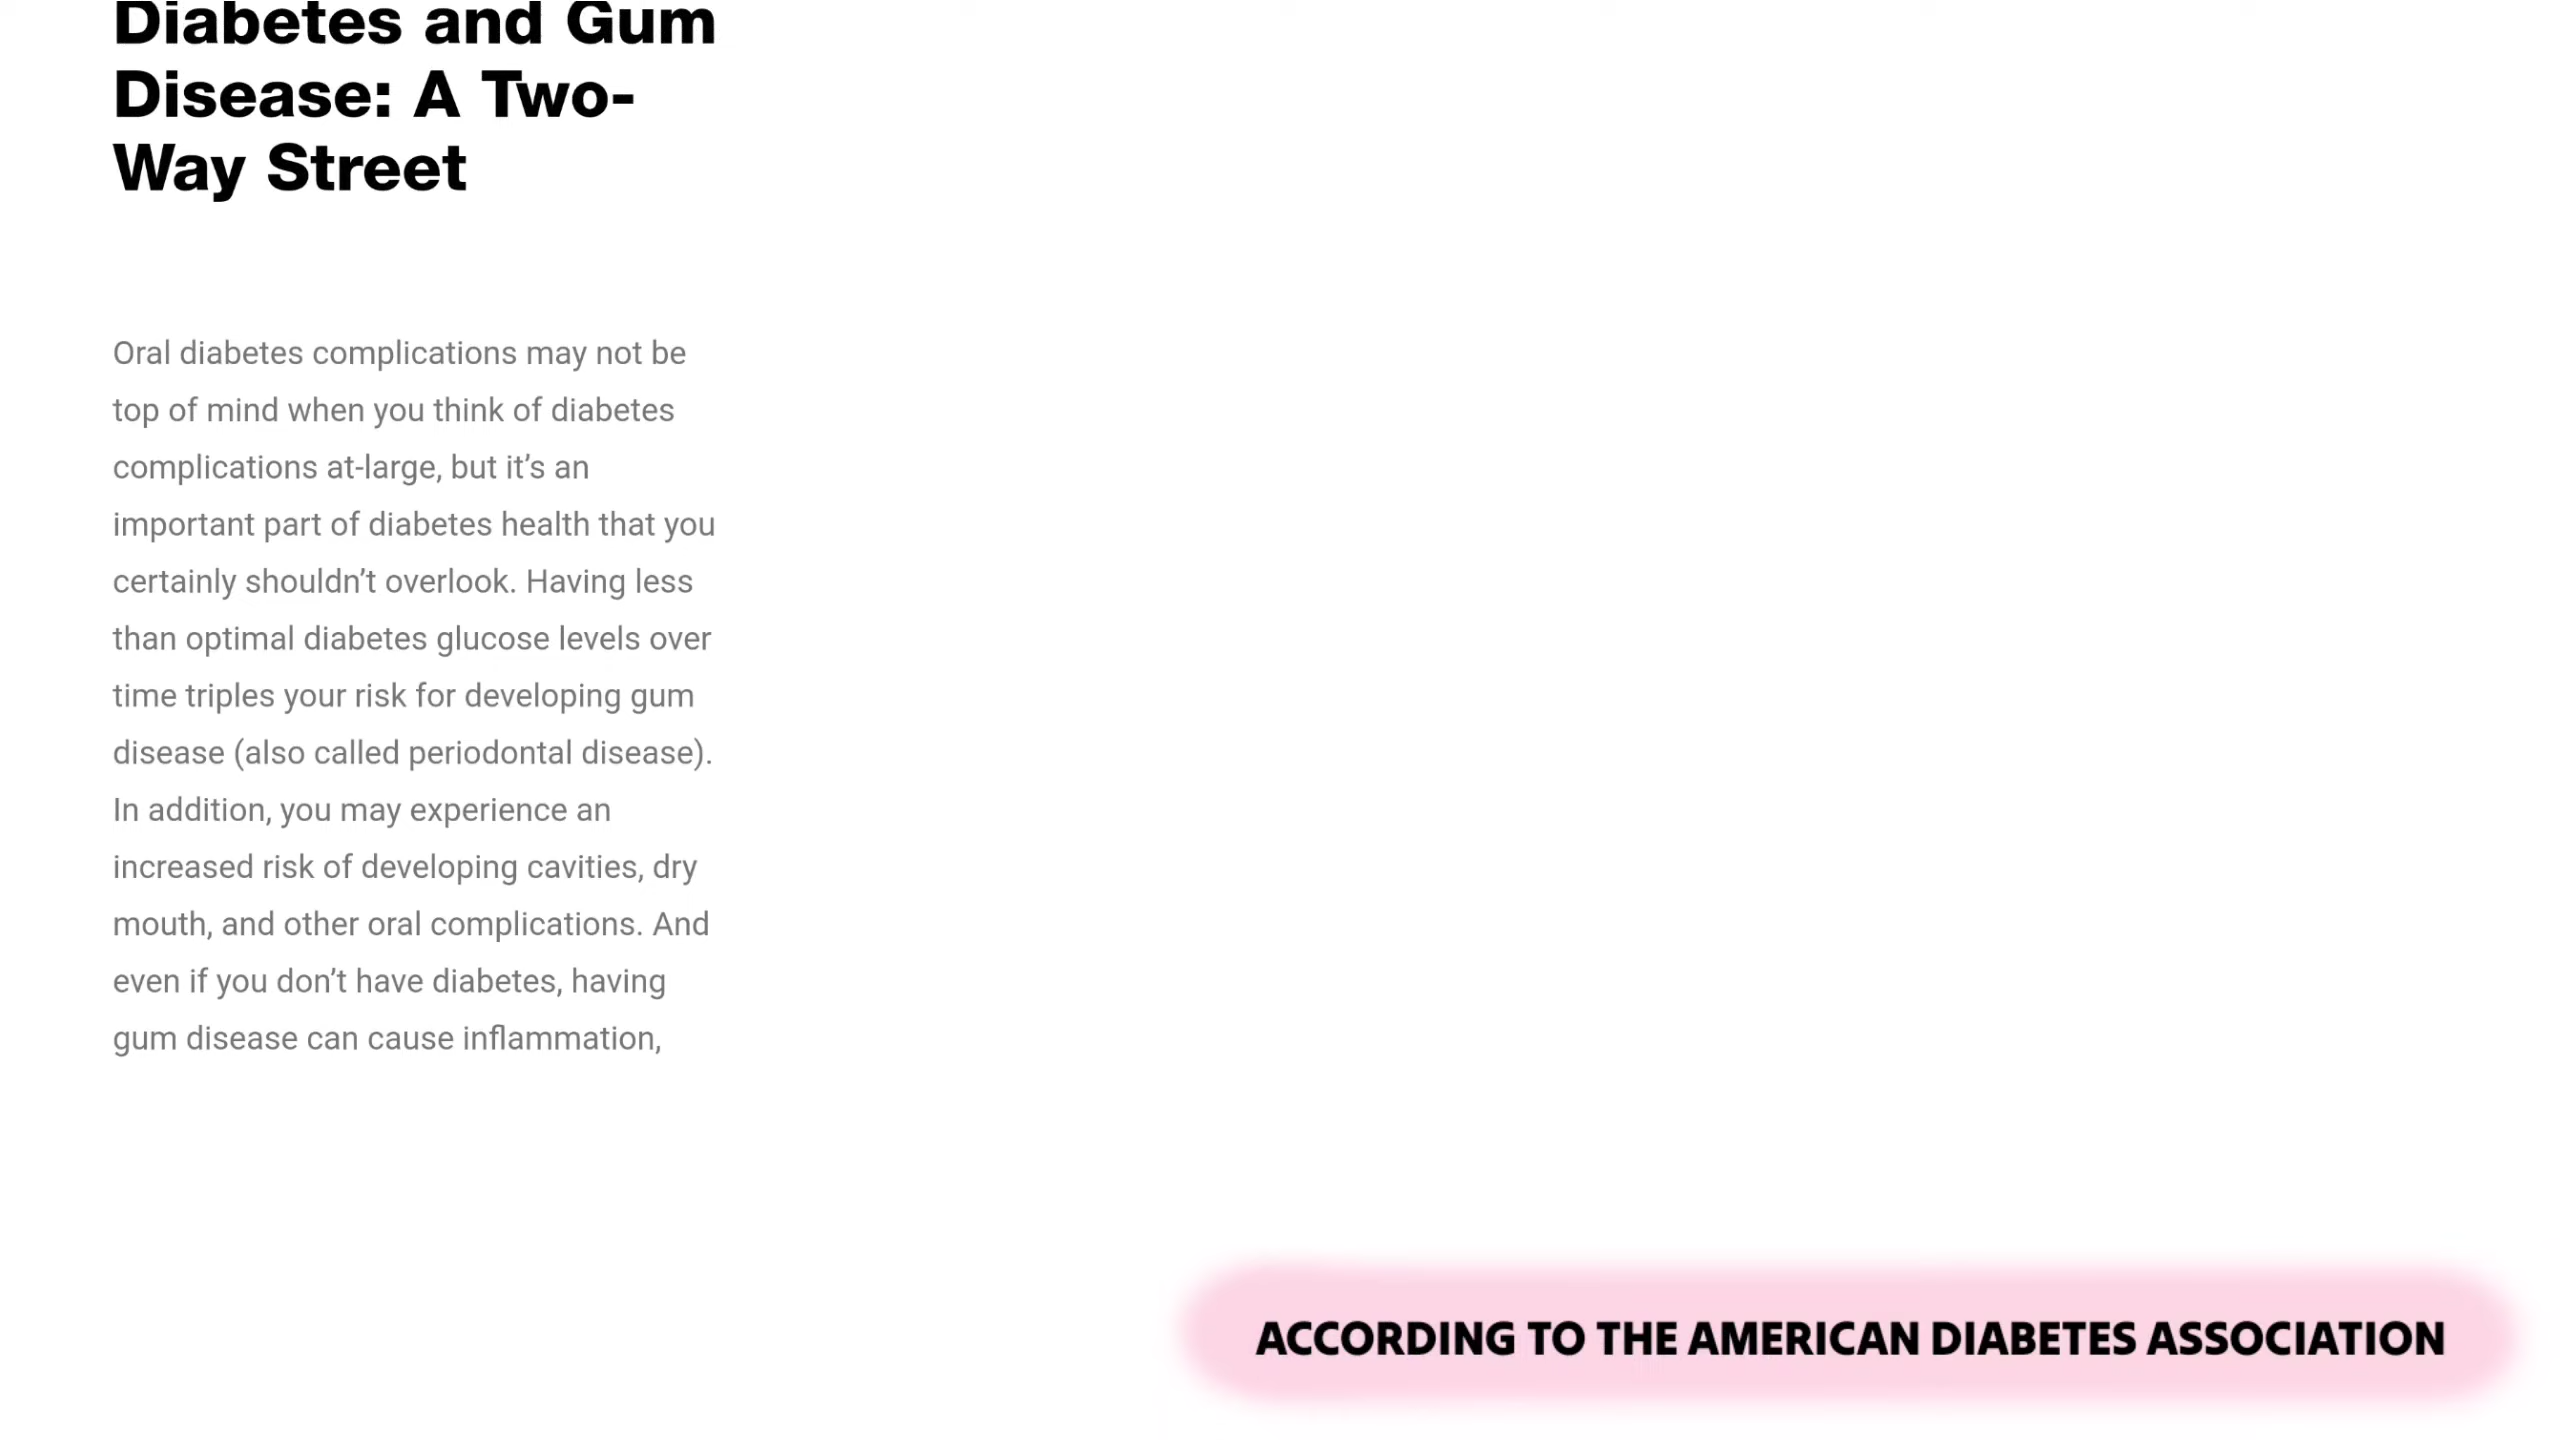 Diabetes and Gum
Disease: A Two-
Way Street
Oral diabetes complications may not be
top of mind when you think of diabetes
complications at-large, but it’s an
important part of diabetes health that you
certainly shouldn’t overlook. Having less
than optimal diabetes glucose levels over
time triples your risk for developing gum
disease (also called periodontal disease).
In addition, you may experience an
increased risk of developing cavities, dry
mouth, and other oral complications. And
even if you don’t have diabetes, having
gum disease can cause inflammation,
ACCORDING TO THE AMERICAN DIABETES ASSOCIATION